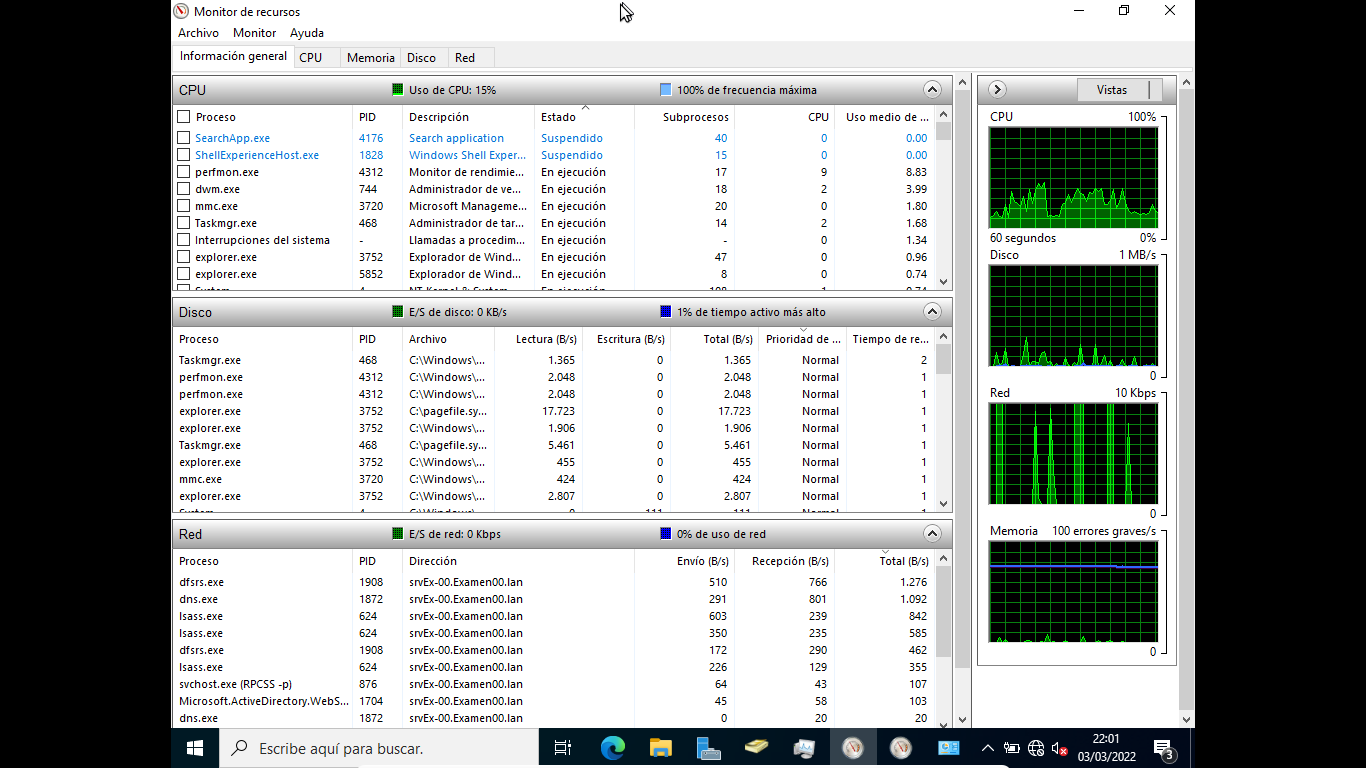 Monitor de recursos
Archivo Monitor Ayuda
Información general CPU Memoria Disco Red
CPU Uso de CPU: 15% 100% de frecuencia máxima
Proceso PID Descripción Estado Subprocesos CPU Uso medio de ...
SearchApp.exe 4176 Search application Suspendido 40 0 0.00
ShellExperienceHost.exe 1828 Windows Shell Exper... Suspendido 15 0 0.00
perfmon.exe 4312 Monitor de rendimie... En ejecución 17 9 8.83
dwm.exe 744 Administrador de ve... En ejecución 18 2 3.99
mmc.exe 3720 Microsoft Manageme... En ejecución 20 0 1.80
Taskmgr.exe 468 Administrador de tar... En ejecución 14 2 1.68
Interrupciones del sistema - Llamadas a procedim... En ejecución - 0 1.34
explorer.exe 3752 Explorador de Wind... En ejecución 47 0 0.96
explorer.exe 5852 Explorador de Wind... En ejecución 8 0 0.74
Disco E/S de disco: 0 KB/s 1% de tiempo activo más alto
Proceso PID Archivo Lectura (B/s) Escritura (B/s) Total (B/s) Prioridad de ... Tiempo de re...
Taskmgr.exe 468 C:\Windows\... 1.365 0 1.365 Normal 2
perfmon.exe 4312 C:\Windows\... 2.048 0 2.048 Normal 1
perfmon.exe 4312 C:\Windows\... 2.048 0 2.048 Normal 1
explorer.exe 3752 C:\pagefile.sy... 17.723 0 17.723 Normal 1
explorer.exe 3752 C:\Windows\... 1.906 0 1.906 Normal 1
Taskmgr.exe 468 C:\pagefile.sy... 5.461 0 5.461 Normal 1
explorer.exe 3752 C:\Windows\... 455 0 455 Normal 1
mmc.exe 3720 C:\Windows\... 424 0 424 Normal 1
explorer.exe 3752 C:\Windows\... 2.807 0 2.807 Normal 1
Red E/S de red: 0 Kbps 0% de uso de red
Proceso PID Dirección Envío (B/s) Recepción (B/s) Total (B/s)
dfsrs.exe 1908 srvEx-00.Examen00.lan 510 766 1.276
dns.exe 1872 srvEx-00.Examen00.lan 291 801 1.092
lsass.exe 624 srvEx-00.Examen00.lan 603 239 842
lsass.exe 624 srvEx-00.Examen00.lan 350 235 585
dfsrs.exe 1908 srvEx-00.Examen00.lan 172 290 462
lsass.exe 624 srvEx-00.Examen00.lan 226 129 355
svchost.exe (RPCSS -p) 876 srvEx-00.Examen00.lan 64 43 107
Microsoft.ActiveDirectory.WebS... 1704 srvEx-00.Examen00.lan 45 58 103
dns.exe 1872 srvEx-00.Examen00.lan 0 20 20
Vistas
CPU 100%
60 segundos 0%
Disco 1 MB/s
0
Red 10 Kbps
0
Memoria 100 errores graves/s
0
Escribe aquí para buscar.
22:01
03/03/2022
3